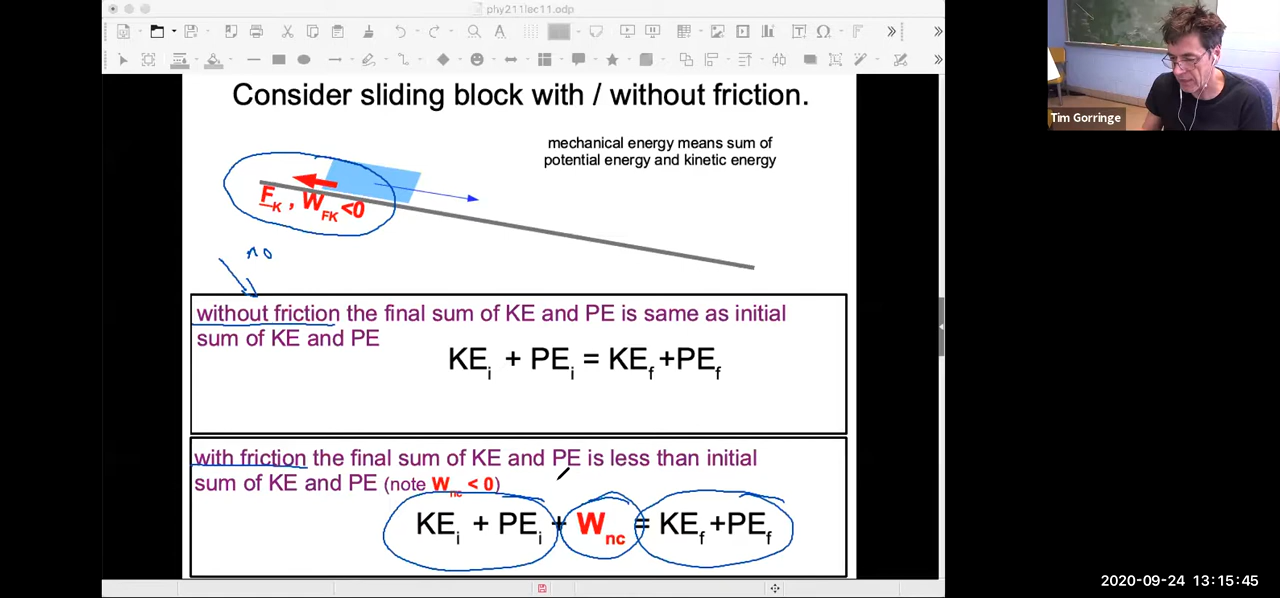 phy211lec11.odp
Consider sliding block with / without friction.
mechanical energy means sum of
potential energy and kinetic energy
F_K , W_FK <0
no
without friction the final sum of KE and PE is same as initial
sum of KE and PE
KE_i + PE_i = KE_f +PE_f
with friction the final sum of KE and PE is less than initial
sum of KE and PE (note W_nc < 0)
KE_i + PE_i + W_nc = KE_f +PE_f
Tim Gorringe
2020-09-24 13:15:45